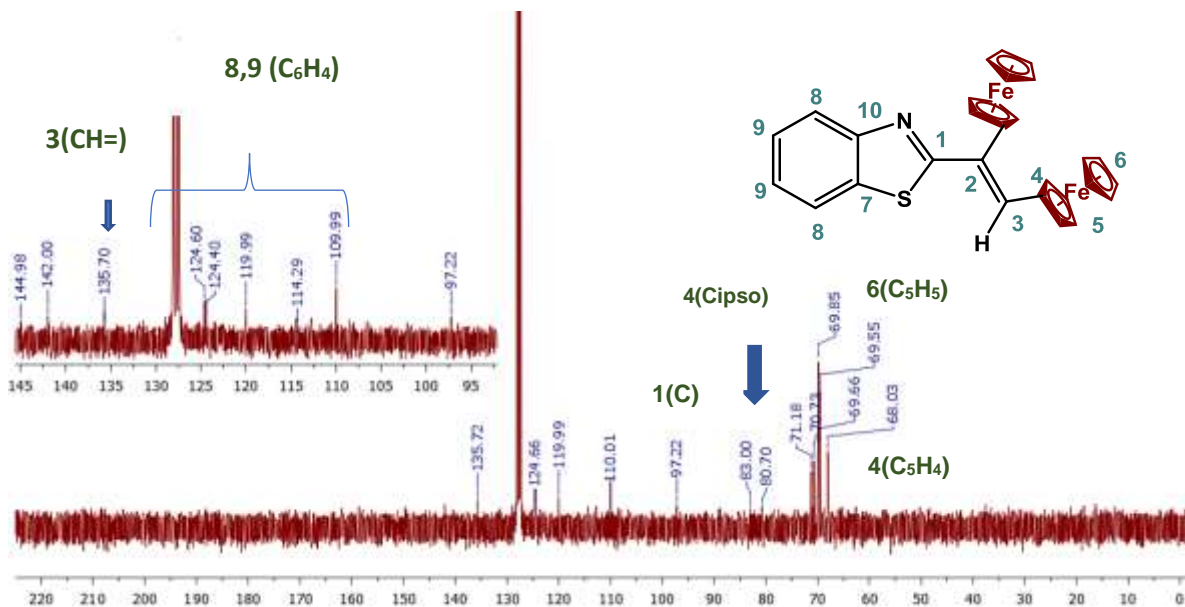 8,9 (C₆H₄)
3(CH=)
144.98
142.00
135.70
124.60
124.40
119.99
114.29
109.99
97.22
145 140 135 130 125 120 115 110 105 100 95
Fe
8
10
N
9
1
9
S
7
8
2
4
Fe
6
3
5
H
4(Cipso)
6(C₅H₅)
1(C)
4(C₅H₄)
135.72
124.66
119.99
110.01
97.22
83.00
80.70
71.18
70.73
69.85
69.55
69.66
68.03
220 210 200 190 180 170 160 150 140 130 120 110 100 90 80 70 60 50 40 30 20 10 0